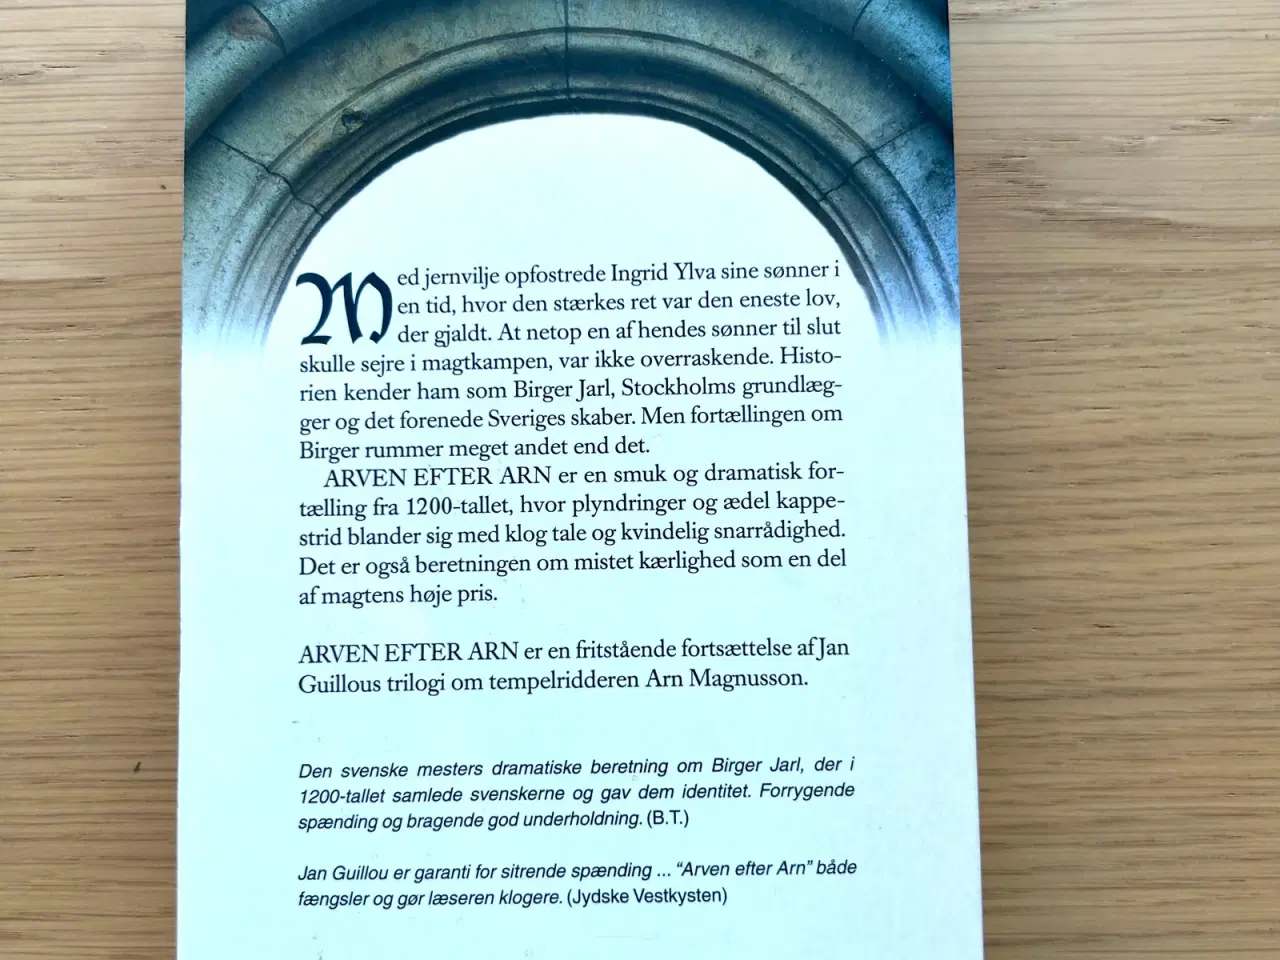 Med jernvilje opfostrede Ingrid Ylva sine sønner i
en tid, hvor den stærkes ret var den eneste lov,
der gjaldt. At netop en af hendes sønner til slut
skulle sejre i magtkampen, var ikke overraskende. Histo-
rien kender ham som Birger Jarl, Stockholms grundlæg-
ger og det forenede Sveriges skaber. Men fortællingen om
Birger rummer meget andet end det.
ARVEN EFTER ARN er en smuk og dramatisk for-
tælling fra 1200-tallet, hvor plyndringer og ædel kappe-
strid blander sig med klog tale og kvindelig snarrådighed.
Det er også beretningen om mistet kærlighed som en del
af magtens høje pris.
ARVEN EFTER ARN er en fritstående fortsættelse af Jan
Guillous trilogi om tempelridderen Arn Magnusson.
Den svenske mesters dramatiske beretning om Birger Jarl, der i
1200-tallet samlede svenskerne og gav dem identitet. Forrygende
spænding og bragende god underholdning. (B.T.)
Jan Guillou er garanti for sitrende spænding ... “Arven efter Arn” både
fængsler og gør læseren klogere. (Jydske Vestkysten)